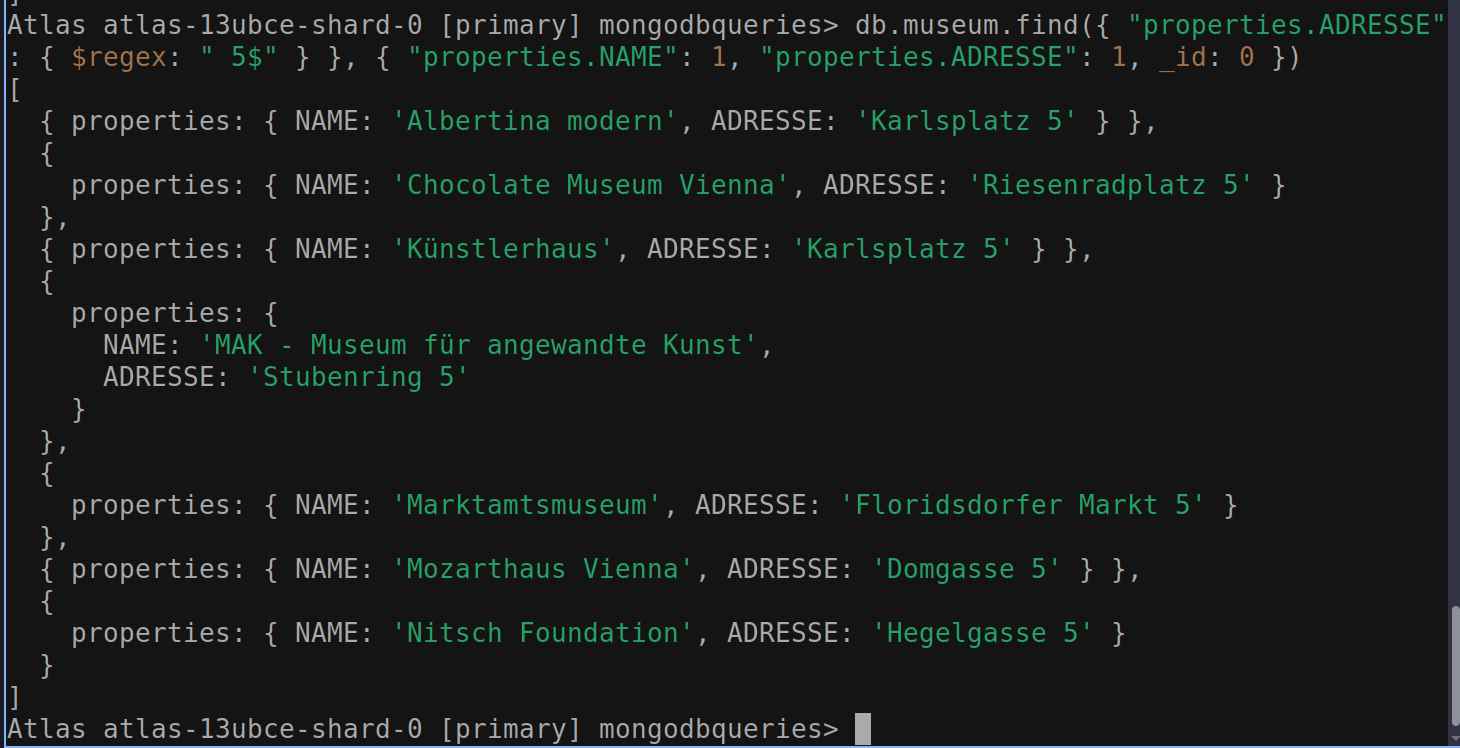 ]
Atlas atlas-13ubce-shard-0 [primary] mongodbqueries> db.museum.find({ "properties.ADRESSE"
: { $regex: " 5$" } }, { "properties.NAME": 1, "properties.ADRESSE": 1, _id: 0 })
[
  { properties: { NAME: 'Albertina modern', ADRESSE: 'Karlsplatz 5' } },
  {
    properties: { NAME: 'Chocolate Museum Vienna', ADRESSE: 'Riesenradplatz 5' }
  },
  { properties: { NAME: 'Künstlerhaus', ADRESSE: 'Karlsplatz 5' } },
  {
    properties: {
      NAME: 'MAK - Museum für angewandte Kunst',
      ADRESSE: 'Stubenring 5'
    }
  },
  {
    properties: { NAME: 'Marktamtsmuseum', ADRESSE: 'Floridsdorfer Markt 5' }
  },
  { properties: { NAME: 'Mozarthaus Vienna', ADRESSE: 'Domgasse 5' } },
  {
    properties: { NAME: 'Nitsch Foundation', ADRESSE: 'Hegelgasse 5' }
  }
]
Atlas atlas-13ubce-shard-0 [primary] mongodbqueries>